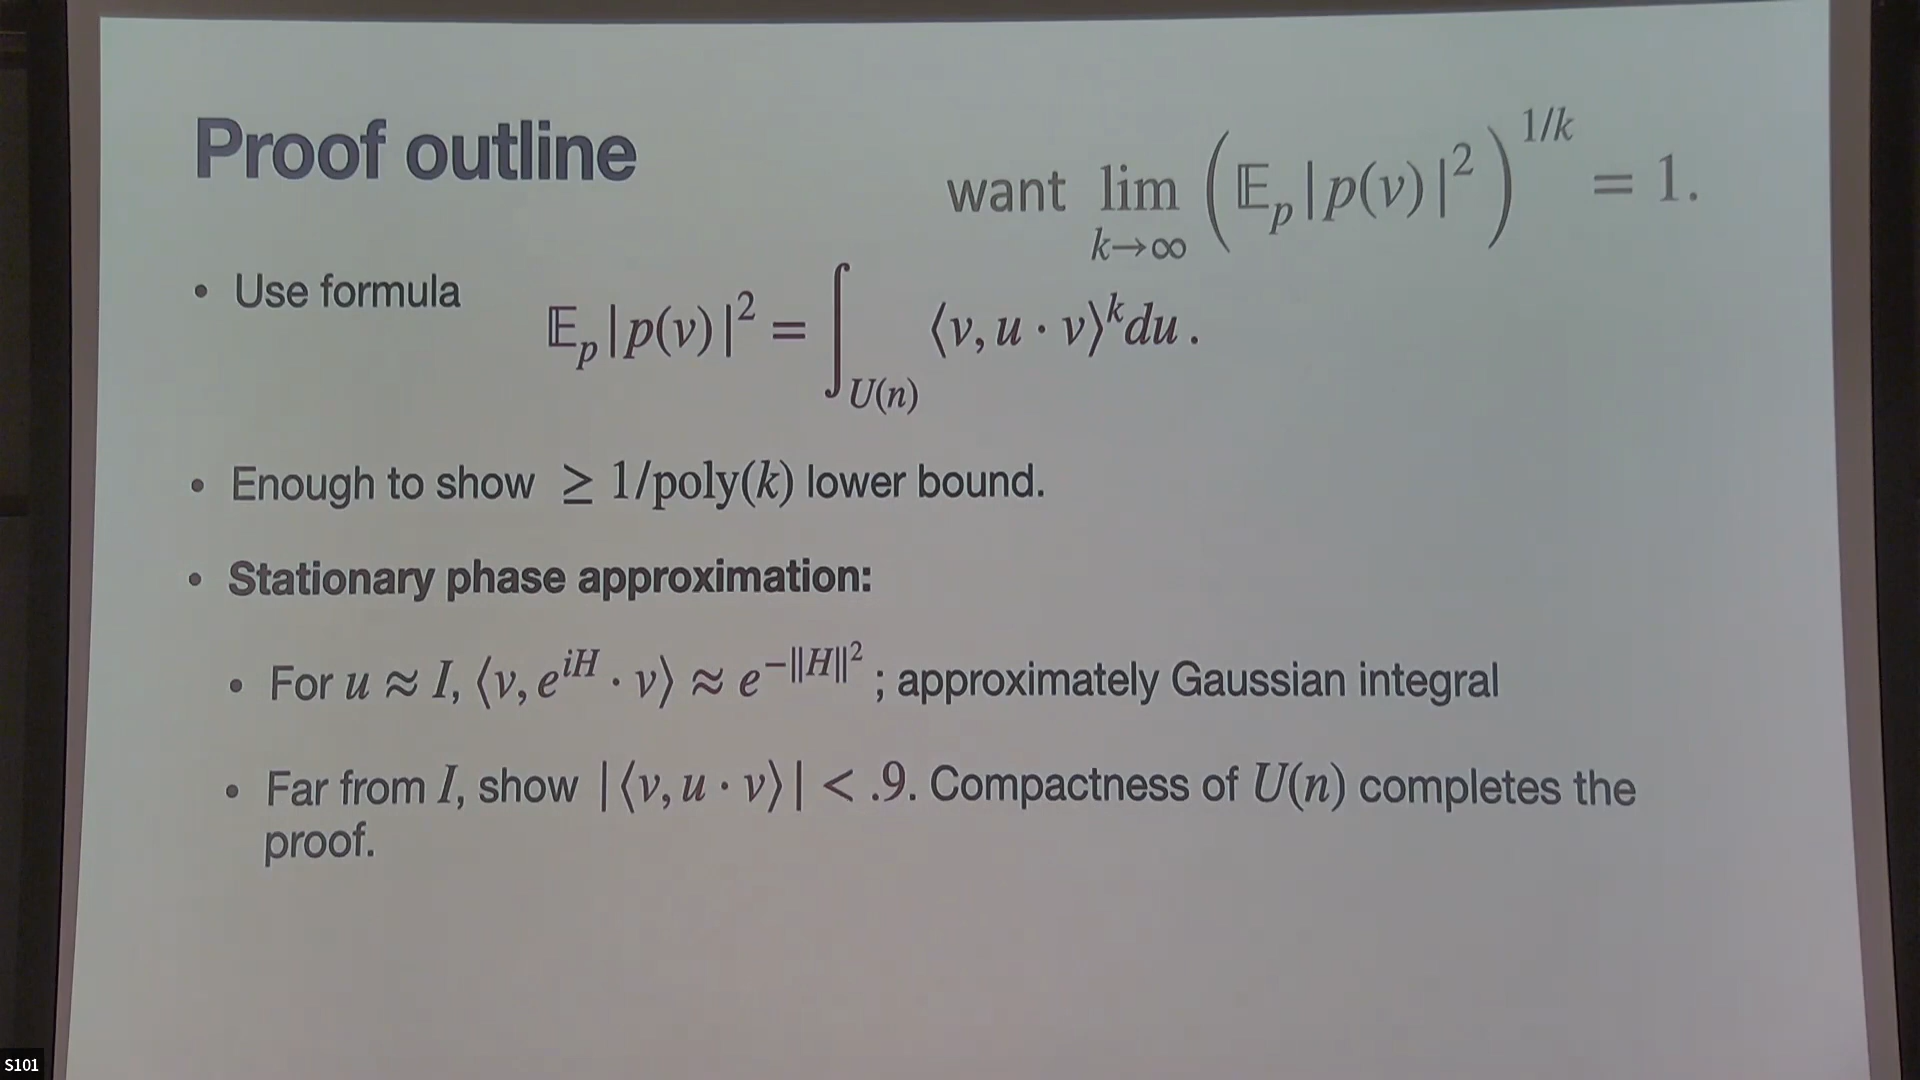 Proof outline
want lim_{k→∞} (𝔼_p |p(v)|²)^{1/k} = 1.
• Use formula
𝔼_p |p(v)|² = ∫_{U(n)} ⟨v, u · v⟩^k du .
• Enough to show ≥ 1/poly(k) lower bound.
• Stationary phase approximation:
• For u ≈ I, ⟨v, e^{iH} · v⟩ ≈ e^{−‖H‖²} ; approximately Gaussian integral
• Far from I, show |⟨v, u · v⟩| < .9. Compactness of U(n) completes the
proof.
S101